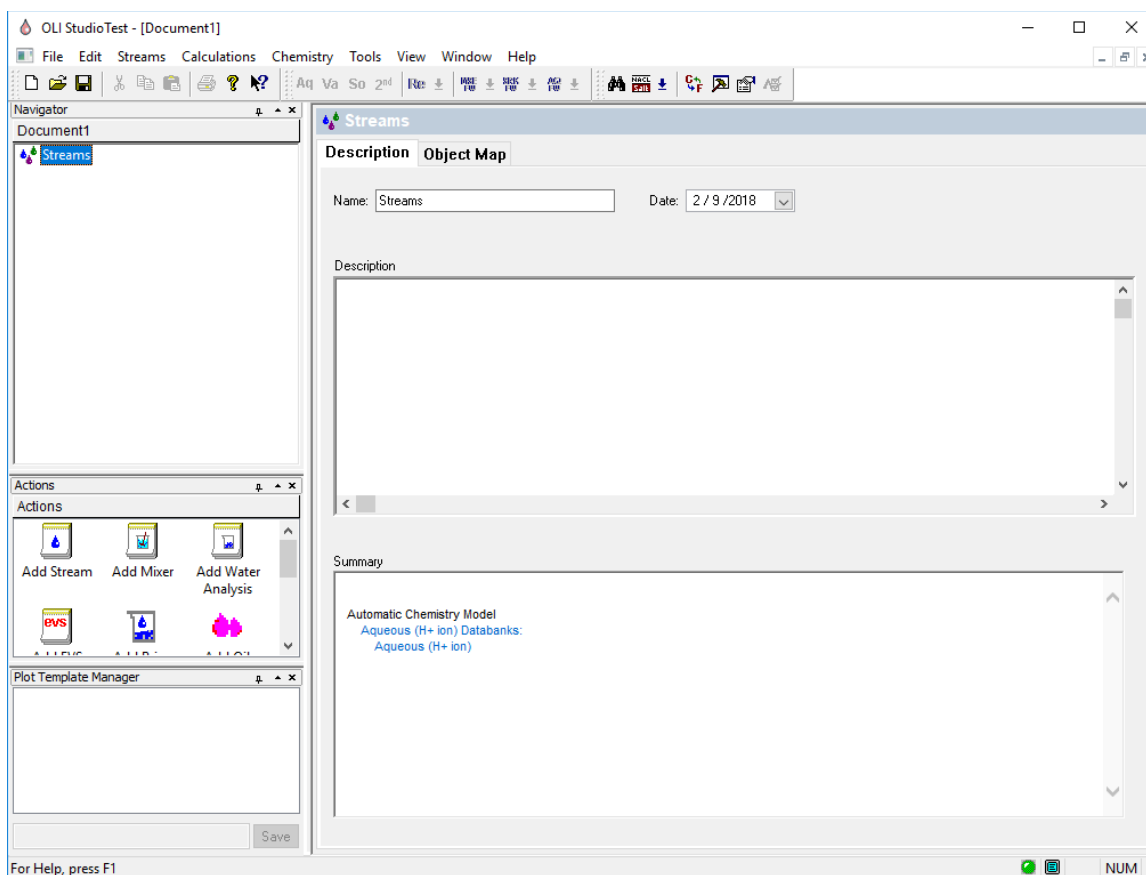 OLI StudioTest - [Document1]
File Edit Streams Calculations Chemistry Tools View Window Help
Aq Va So 2nd Re
Navigator
Document1
Streams
Streams
Description Object Map
Name: Streams Date: 2 / 9 /2018
Description
Actions
Actions
Add Stream Add Mixer Add Water
Analysis
evs
Summary
Automatic Chemistry Model
Aqueous (H+ ion) Databanks:
Aqueous (H+ ion)
Plot Template Manager
Save
For Help, press F1 NUM